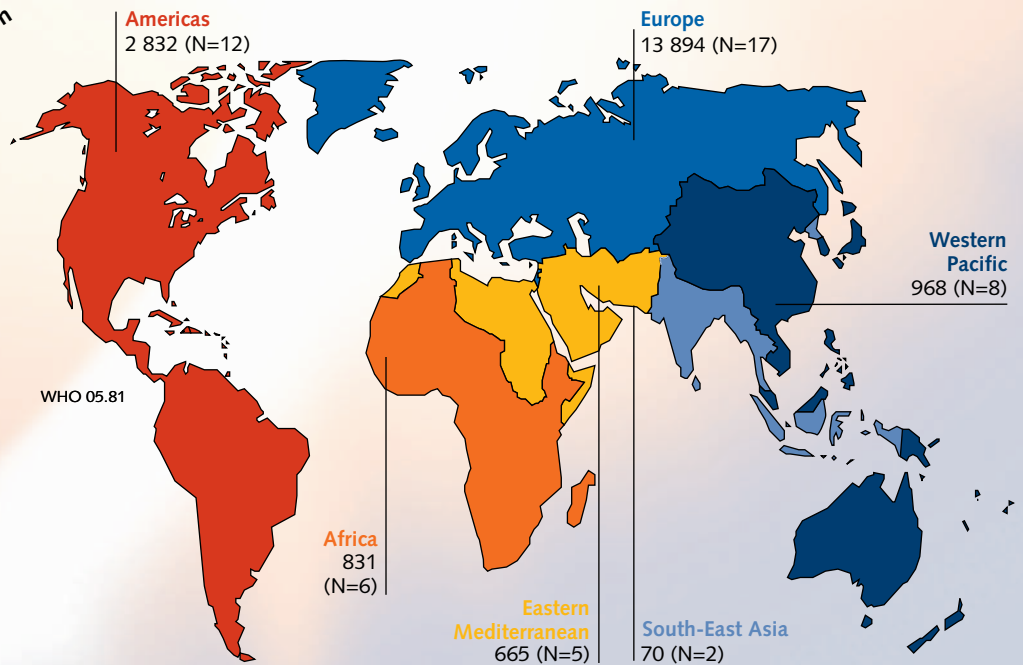 Americas
2 832 (N=12)
Europe
13 894 (N=17)
Western
Pacific
968 (N=8)
WHO 05.81
Africa
831
(N=6)
Eastern
Mediterranean
665 (N=5)
South-East Asia
70 (N=2)